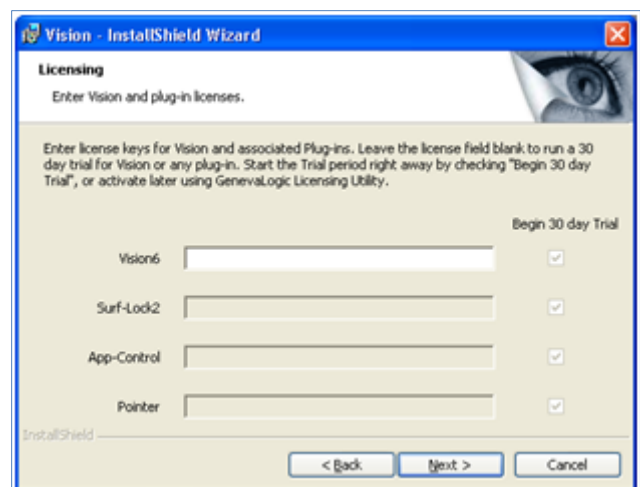 Vision - InstallShield Wizard
Licensing
Enter Vision and plug-in licenses.
Enter license keys for Vision and associated Plug-ins. Leave the license field blank to run a 30
day trial for Vision or any plug-in. Start the Trial period right away by checking "Begin 30 day
Trial", or activate later using GenevaLogic Licensing Utility.
Begin 30 day Trial
Vision6
Surf-Lock2
App-Control
Pointer
InstallShield
< Back
Next >
Cancel